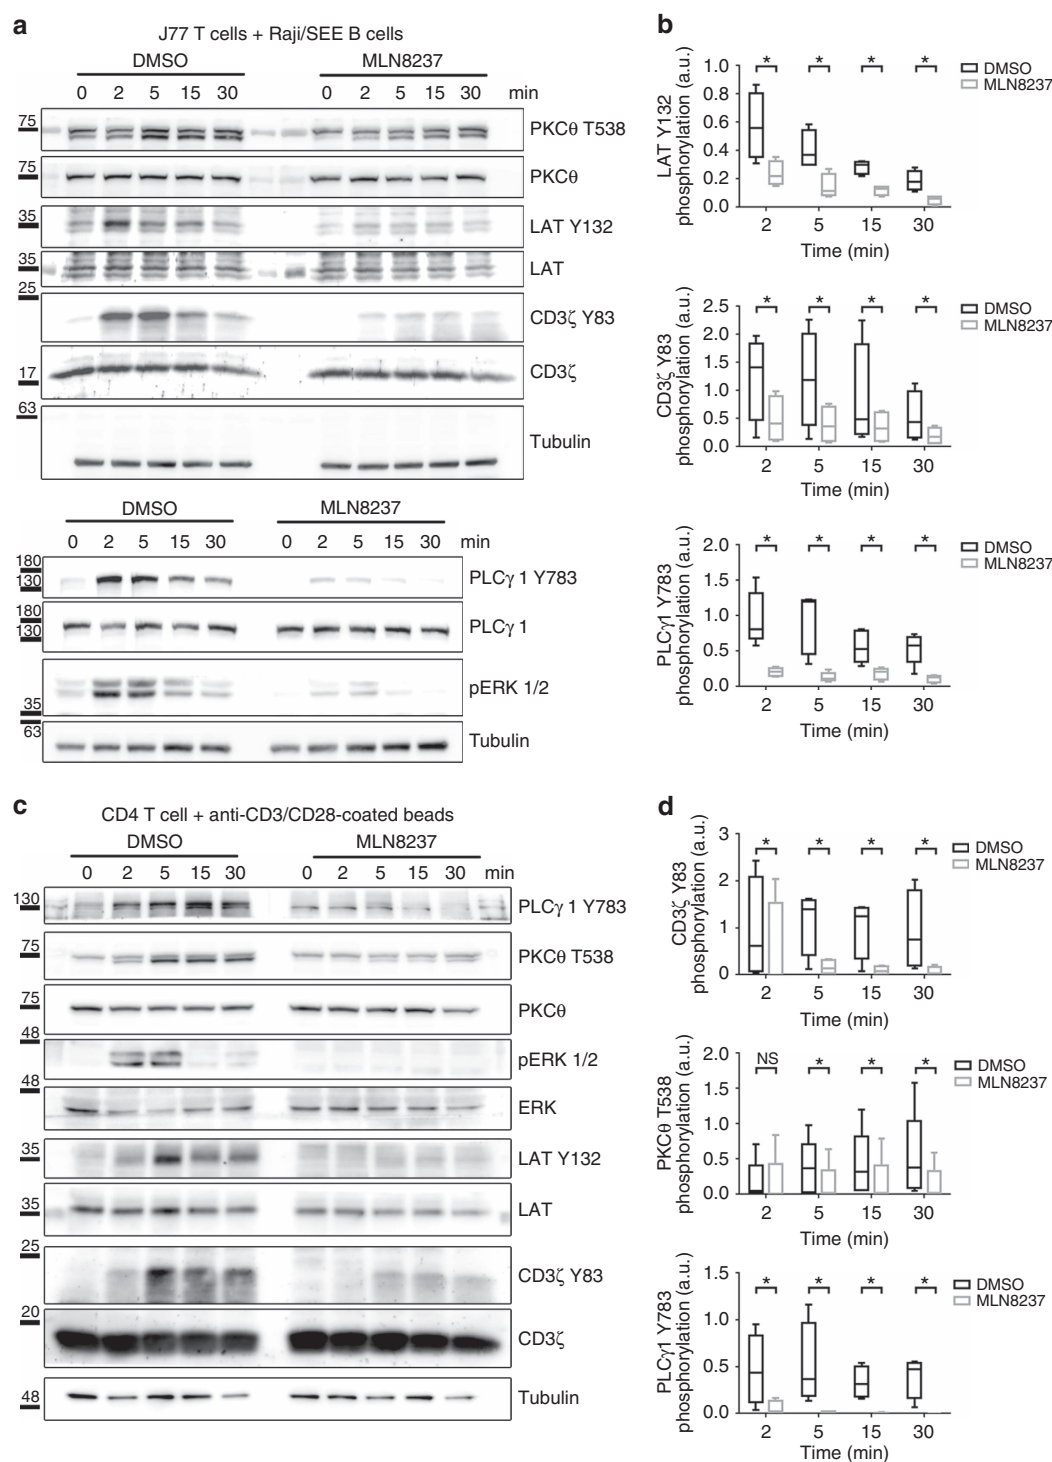 a
J77 T cells + Raji/SEE B cells
DMSO MLN8237
0 2 5 15 30 0 2 5 15 30 min
75 PKCθ T538
75 PKCθ
35 LAT Y132
35 LAT
25
CD3ζ Y83
17 CD3ζ
63
Tubulin
DMSO MLN8237
0 2 5 15 30 0 2 5 15 30 min
180
130 PLCγ 1 Y783
180
130 PLCγ 1
pERK 1/2
35
63
Tubulin
b
LAT Y132
phosphorylation (a.u.)
1.0
0.8
0.6
0.4
0.2
0.0
* * * *
DMSO
MLN8237
2 5 15 30
Time (min)
CD3ζ Y83
phosphorylation (a.u.)
2.5
2.0
1.5
1.0
0.5
0.0
* * * *
DMSO
MLN8237
2 5 15 30
Time (min)
PLCγ1 Y783
phosphorylation (a.u.)
2.0
1.5
1.0
0.5
0.0
* * * *
DMSO
MLN8237
2 5 15 30
Time (min)
c
CD4 T cell + anti-CD3/CD28-coated beads
DMSO MLN8237
0 2 5 15 30 0 2 5 15 30 min
130 PLCγ 1 Y783
75 PKCθ T538
75 PKCθ
48
pERK 1/2
48
ERK
35 LAT Y132
35 LAT
25
CD3ζ Y83
20
CD3ζ
48 Tubulin
d
CD3ζ Y83
phosphorylation (a.u.)
3
2
1
0
* * * *
DMSO
MLN8237
2 5 15 30
Time (min)
PKCθ T538
phosphorylation (a.u.)
2.0
1.5
1.0
0.5
0.0
NS * * *
DMSO
MLN8237
2 5 15 30
Time (min)
PLCγ1 Y783
phosphorylation (a.u.)
1.5
1.0
0.5
0.0
* * * *
DMSO
MLN8237
2 5 15 30
Time (min)